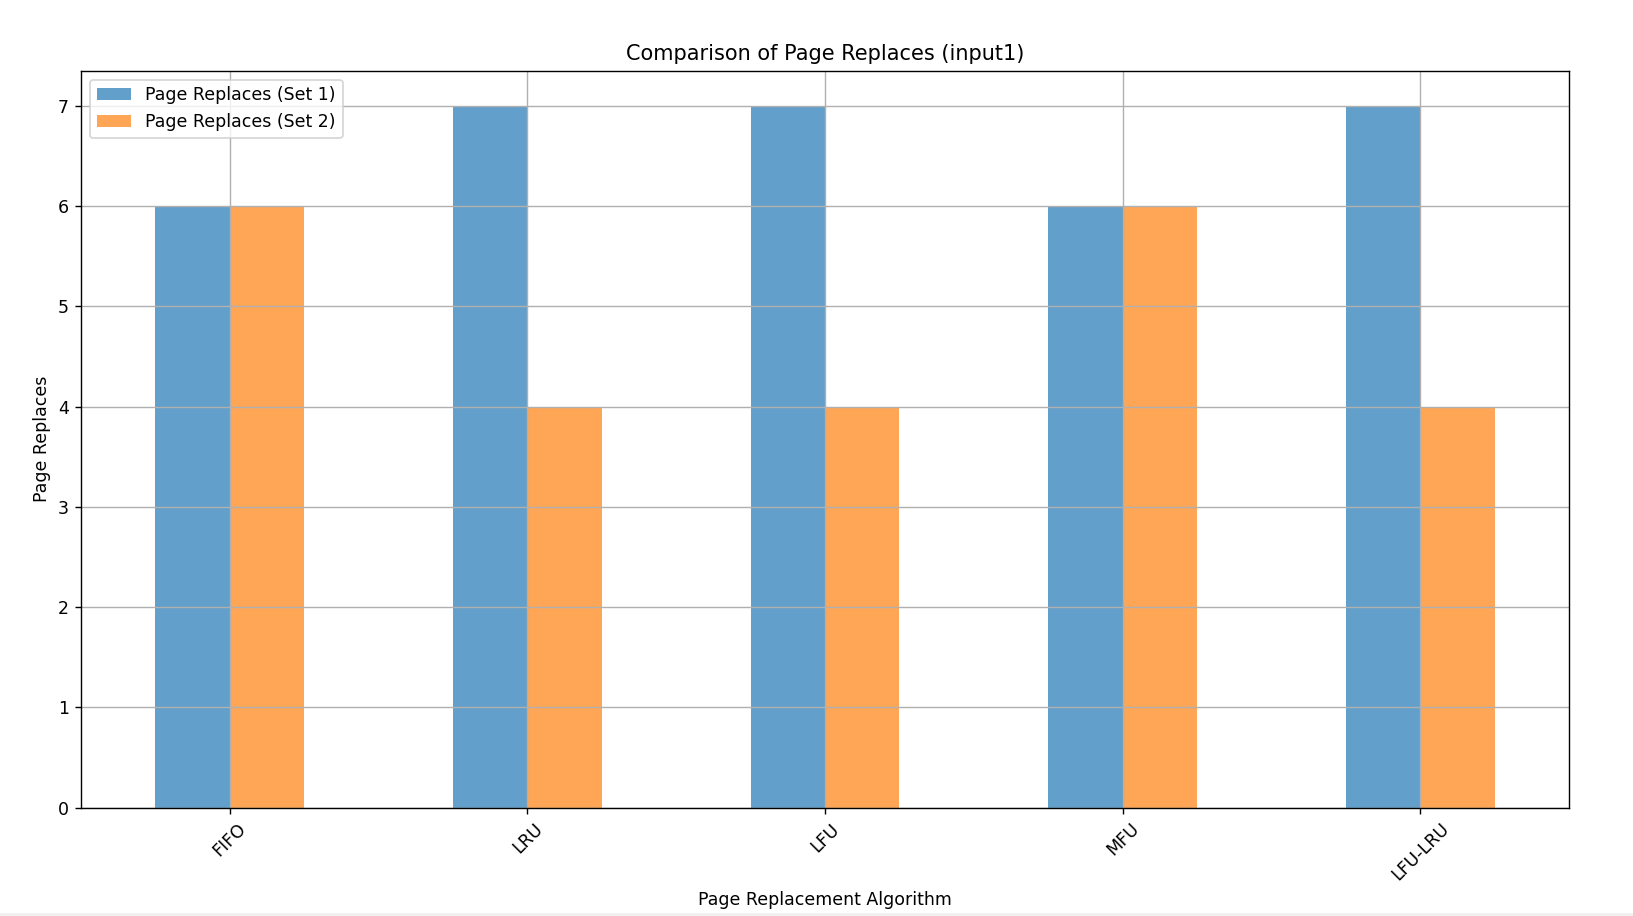 Comparison of Page Replaces (input1)
Page Replaces (Set 1)
Page Replaces (Set 2)
Page Replaces
7
6
5
4
3
2
1
0
FIFO
LRU
LFU
MFU
LFU-LRU
Page Replacement Algorithm